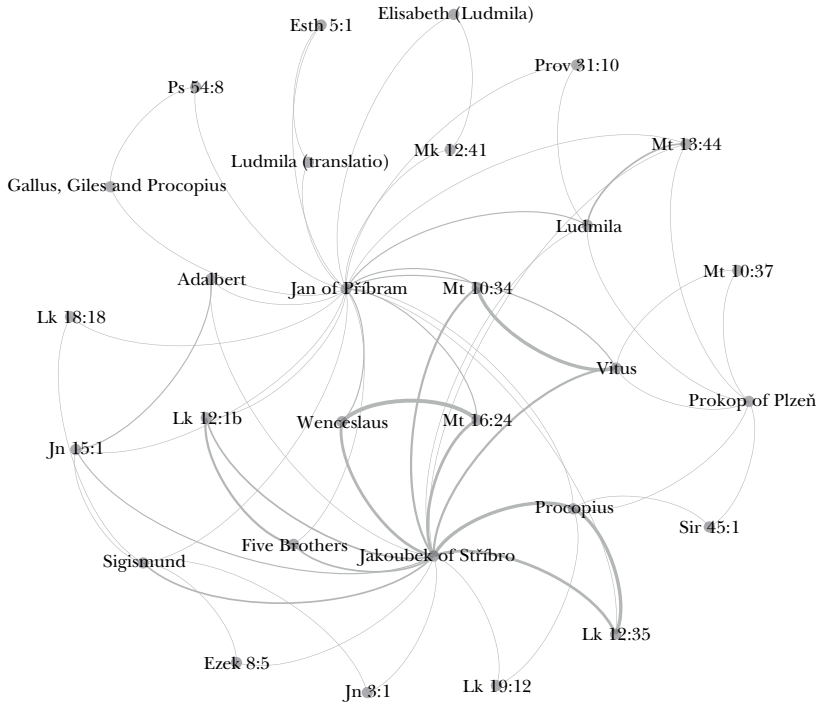 Elisabeth (Ludmila)
Esth 5:1
Prov 31:10
Ps 54:8
Mt 13:44
Mk 12:41
Ludmila (translatio)
Gallus, Giles and Procopius
Ludmila
Mt 10:37
Adalbert
Jan of Příbram
Mt 10:34
Lk 18:18
Vitus
Prokop of Plzeň
Lk 12:1b
Wenceslaus
Mt 16:24
Jn 15:1
Procopius
Sir 45:1
Five Brothers
Jakoubek of Stříbro
Sigismund
Lk 12:35
Ezek 8:5
Jn 3:1
Lk 19:12